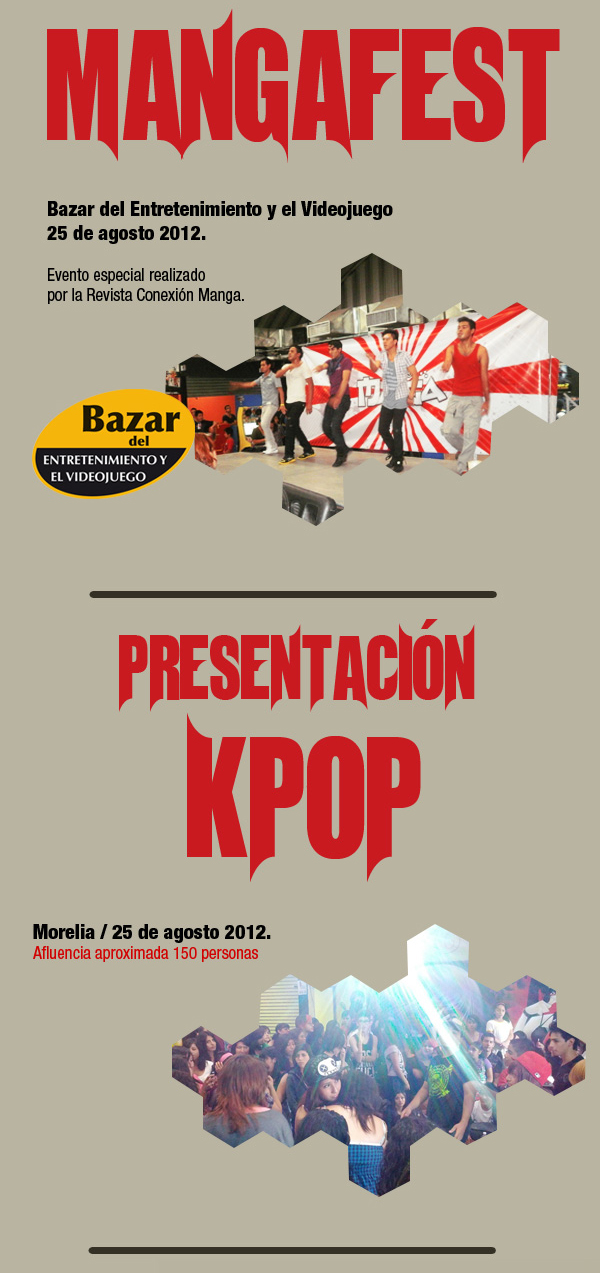 MANGAFEST
Bazar del Entretenimiento y el Videojuego
25 de agosto 2012.
Evento especial realizado
por la Revista Conexión Manga.
Bazar
del
ENTRETENIMIENTO Y
EL VIDEOJUEGO
PRESENTACIÓN
KPOP
Morelia / 25 de agosto 2012.
Afluencia aproximada 150 personas